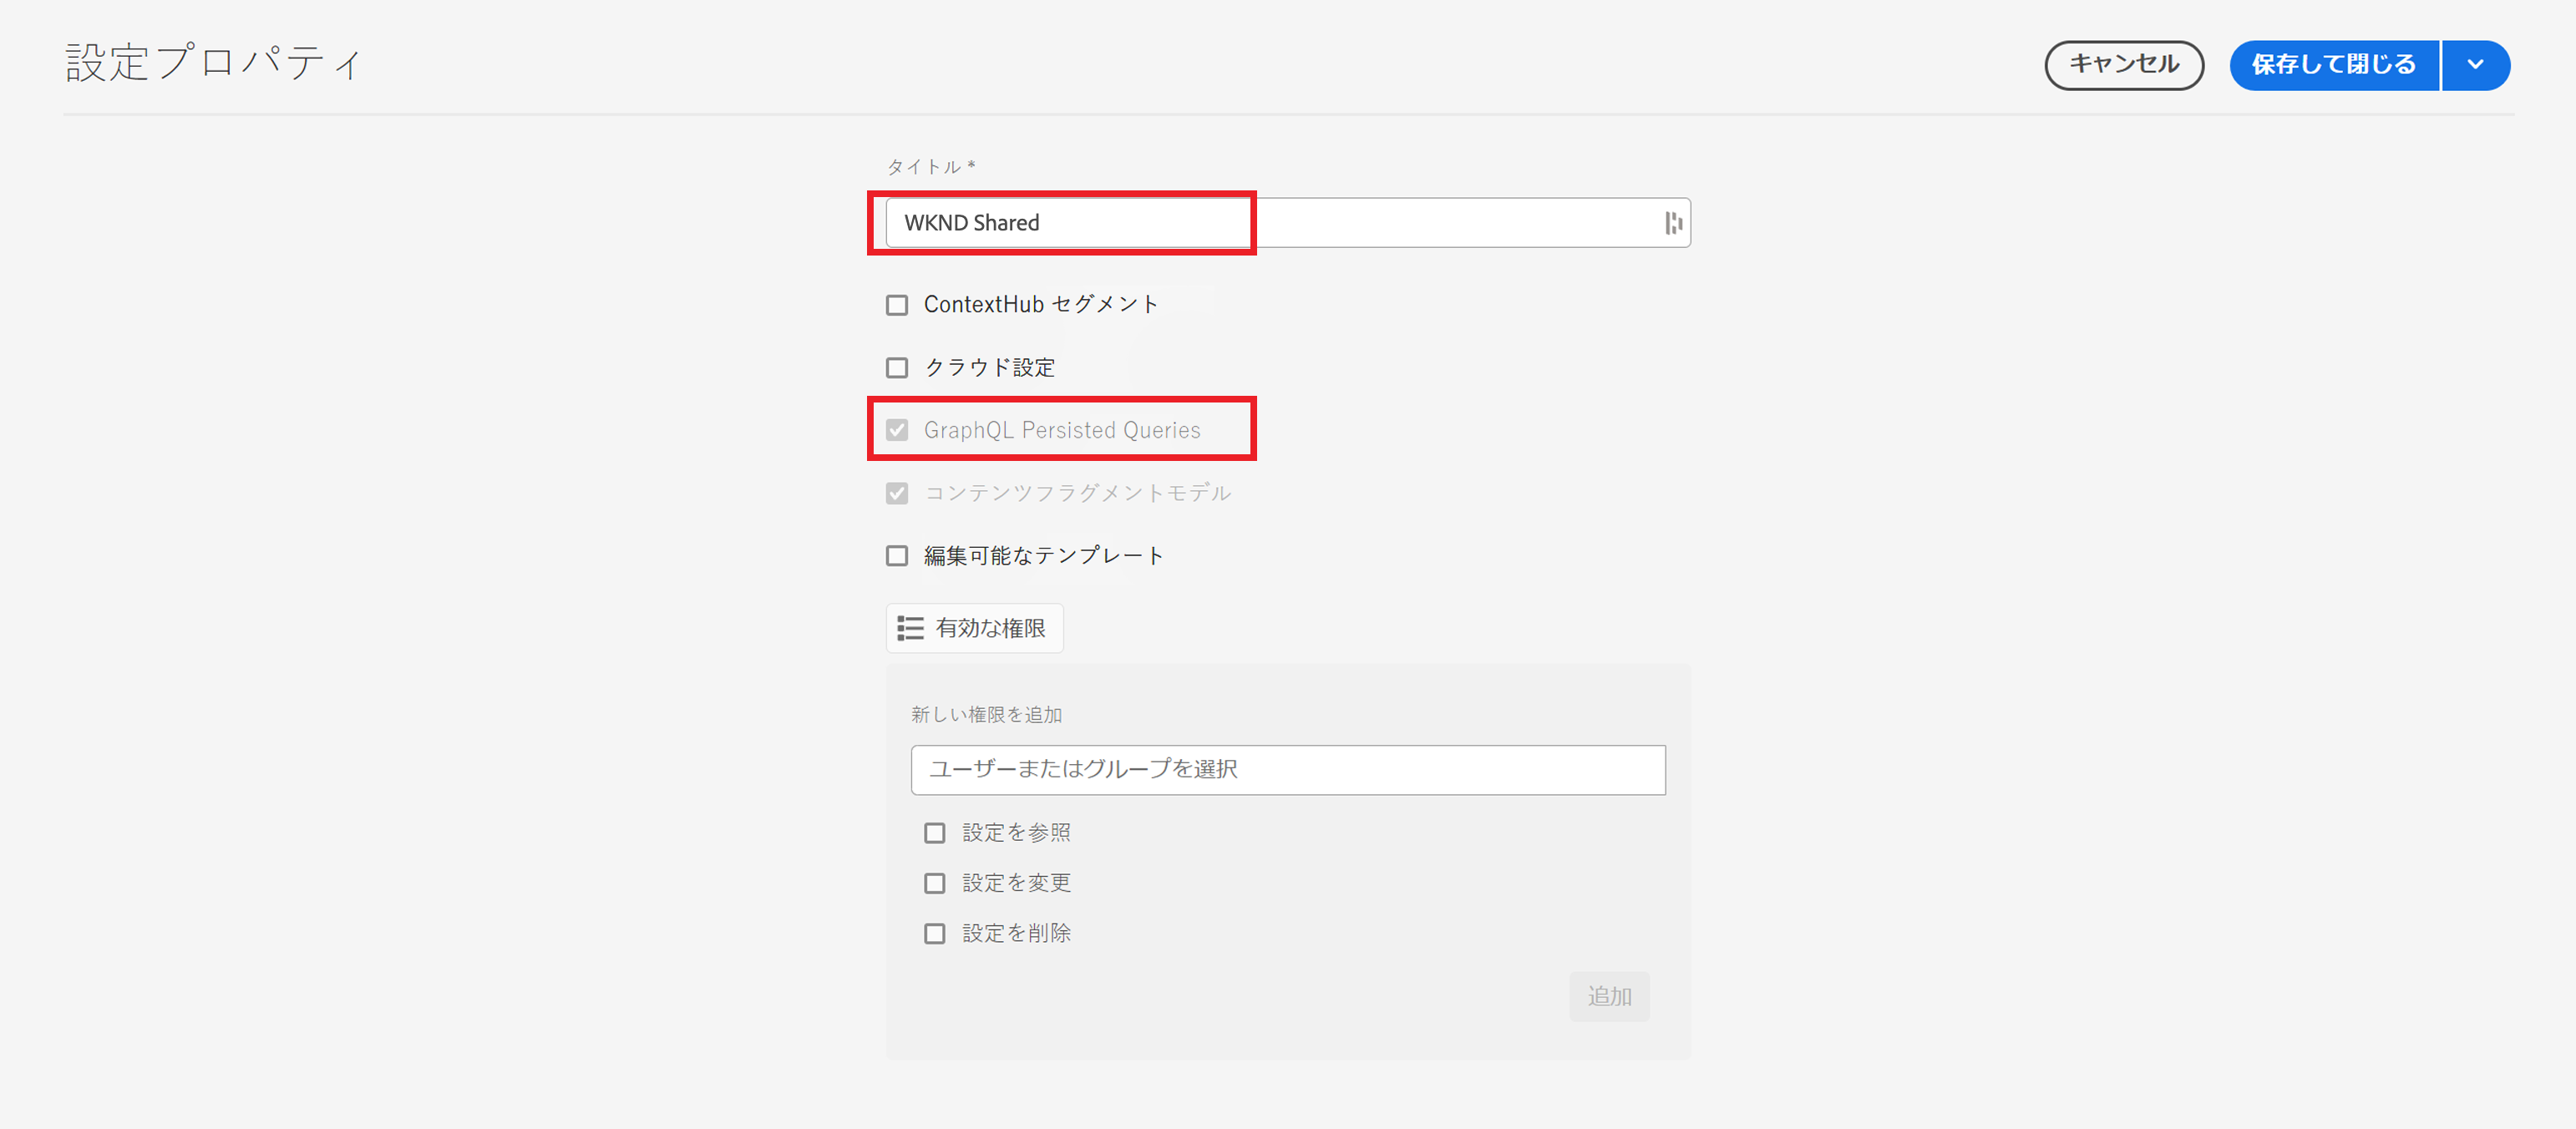 設定プロパティ
キャンセル
保存して閉じる
タイトル *
WKND Shared
ContextHub セグメント
クラウド設定
GraphQL Persisted Queries
コンテンツフラグメントモデル
編集可能なテンプレート
有効な権限
新しい権限を追加
ユーザーまたはグループを選択
設定を参照
設定を変更
設定を削除
追加